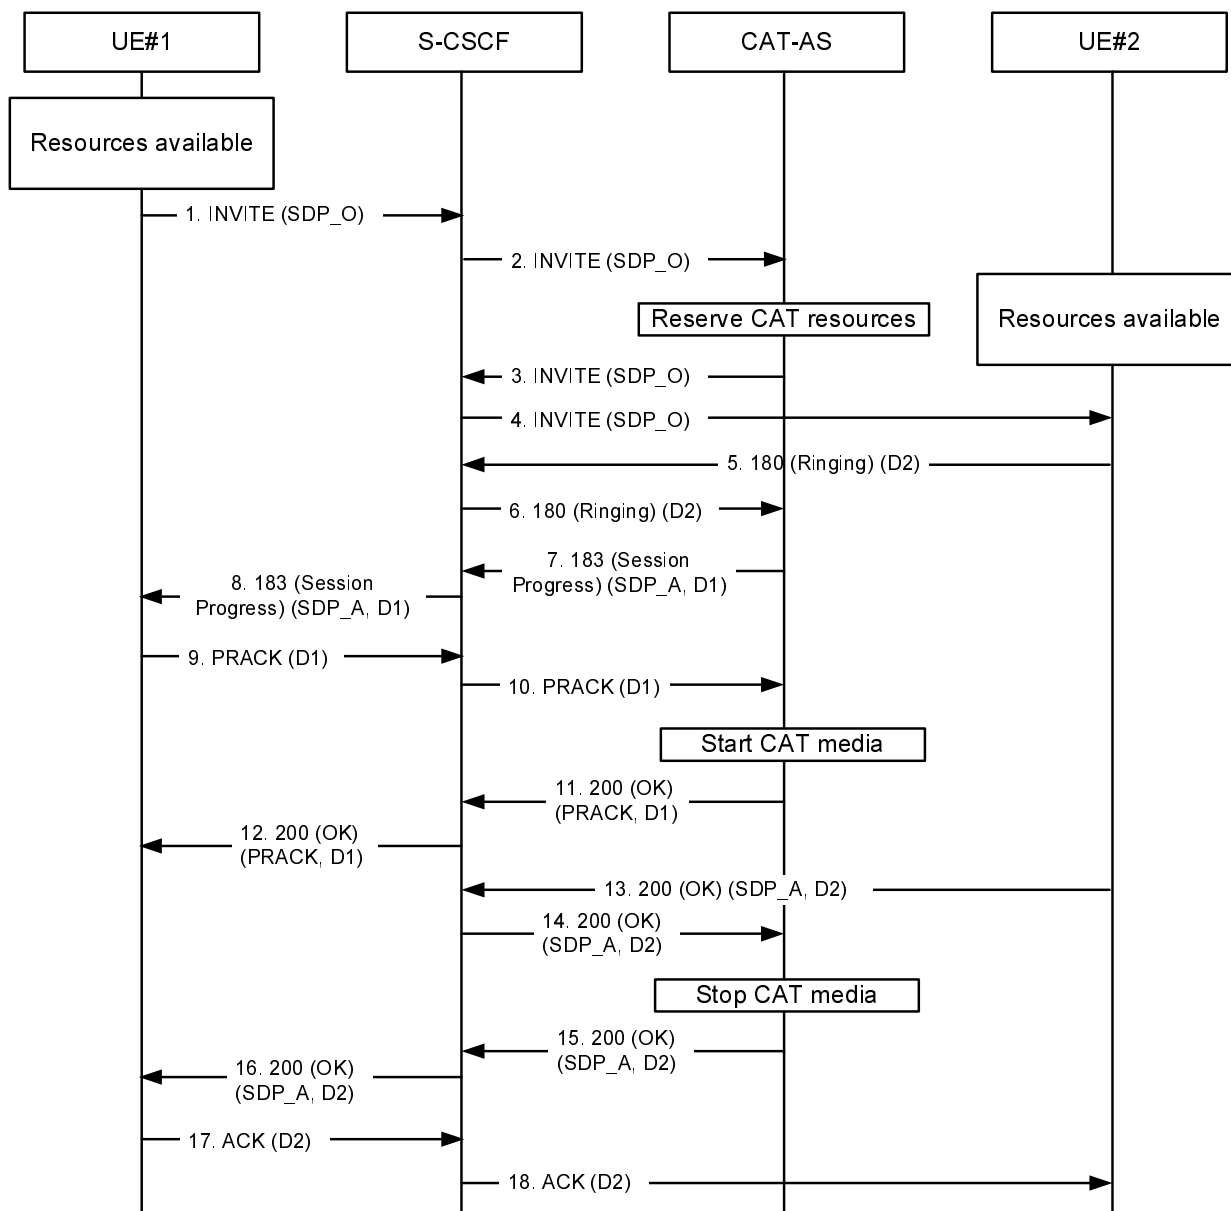 UE#1
S-CSCF
CAT-AS
UE#2
Resources available
1. INVITE (SDP_O)
2. INVITE (SDP_O)
Reserve CAT resources
Resources available
3. INVITE (SDP_O)
4. INVITE (SDP_O)
5. 180 (Ringing) (D2)
6. 180 (Ringing) (D2)
7. 183 (Session
Progress) (SDP_A, D1)
8. 183 (Session
Progress) (SDP_A, D1)
9. PRACK (D1)
10. PRACK (D1)
Start CAT media
11. 200 (OK)
(PRACK, D1)
12. 200 (OK)
(PRACK, D1)
13. 200 (OK) (SDP_A, D2)
14. 200 (OK)
(SDP_A, D2)
Stop CAT media
15. 200 (OK)
(SDP_A, D2)
16. 200 (OK)
(SDP_A, D2)
17. ACK (D2)
18. ACK (D2)